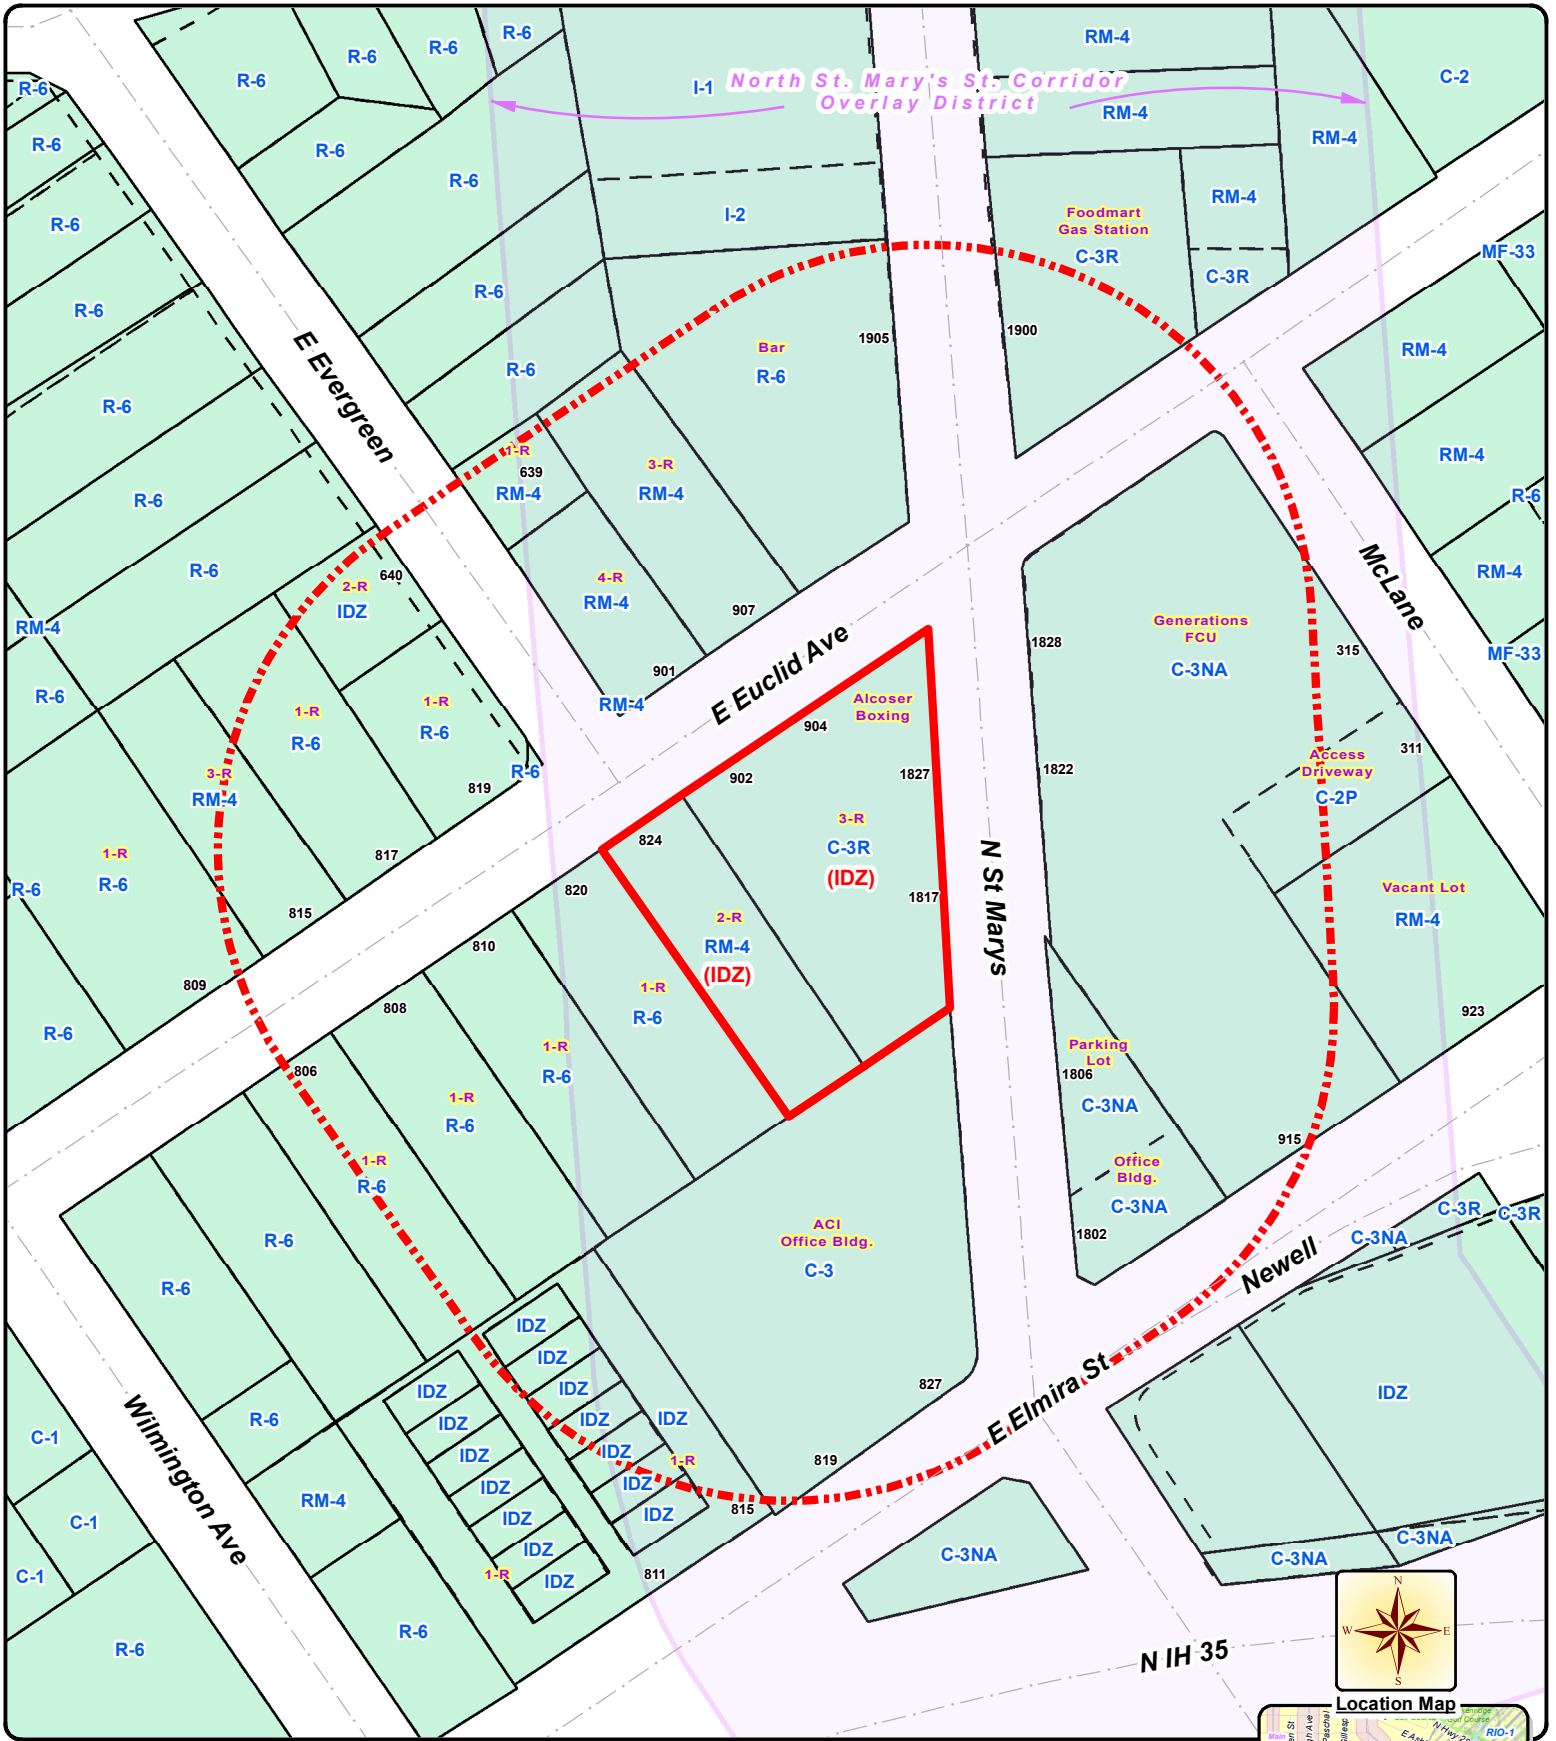 R-6
R-6
R-6
R-6
RM-4
C-2
R-6
I-1
North St. Mary's St. Corridor
Overlay District
RM-4
RM-4
R-6
R-6
R-6
I-2
RM-4
Foodmart
Gas Station
C-3R
C-3R
MF-33
R-6
R-6
R-6
E Evergreen
1905
1900
Bar
R-6
R-6
RM-4
R-6
1-R
639
RM-4
3-R
RM-4
RM-4
R-6
R-6
R-6
640
2-R
IDZ
4-R
RM-4
907
McLane
RM-4
RM-4
E Euclid Ave
Generations
FCU
C-3NA
1828
315
MF-33
901
RM-4
R-6
1-R
R-6
1-R
R-6
Alcoser
Boxing
904
902
1827
1822
311
Access
Driveway
C-2P
3-R
RM-4
R-6
819
824
3-R
C-3R
(IDZ)
1-R
R-6
R-6
817
820
815
1817
N St Marys
Vacant Lot
RM-4
2-R
RM-4
(IDZ)
810
809
808
1-R
R-6
R-6
923
806
1-R
R-6
1-R
R-6
Parking
Lot
1806
C-3NA
915
1-R
R-6
Office
Bldg.
C-3NA
1802
R-6
ACI
Office Bldg.
C-3
C-3R
C-3R
C-3NA
Newell
R-6
IDZ
IDZ
IDZ
IDZ
IDZ
IDZ
IDZ
IDZ
1-R
827
E Elmira St
IDZ
IDZ
IDZ
IDZ
IDZ
IDZ
IDZ
IDZ
1-R
R-6
C-1
Wilmington Ave
RM-4
819
815
811
C-1
C-1
C-3NA
C-3NA
C-3NA
R-6
R-6
N IH 35
N
W
E
S
Location Map
RIO-1
Main